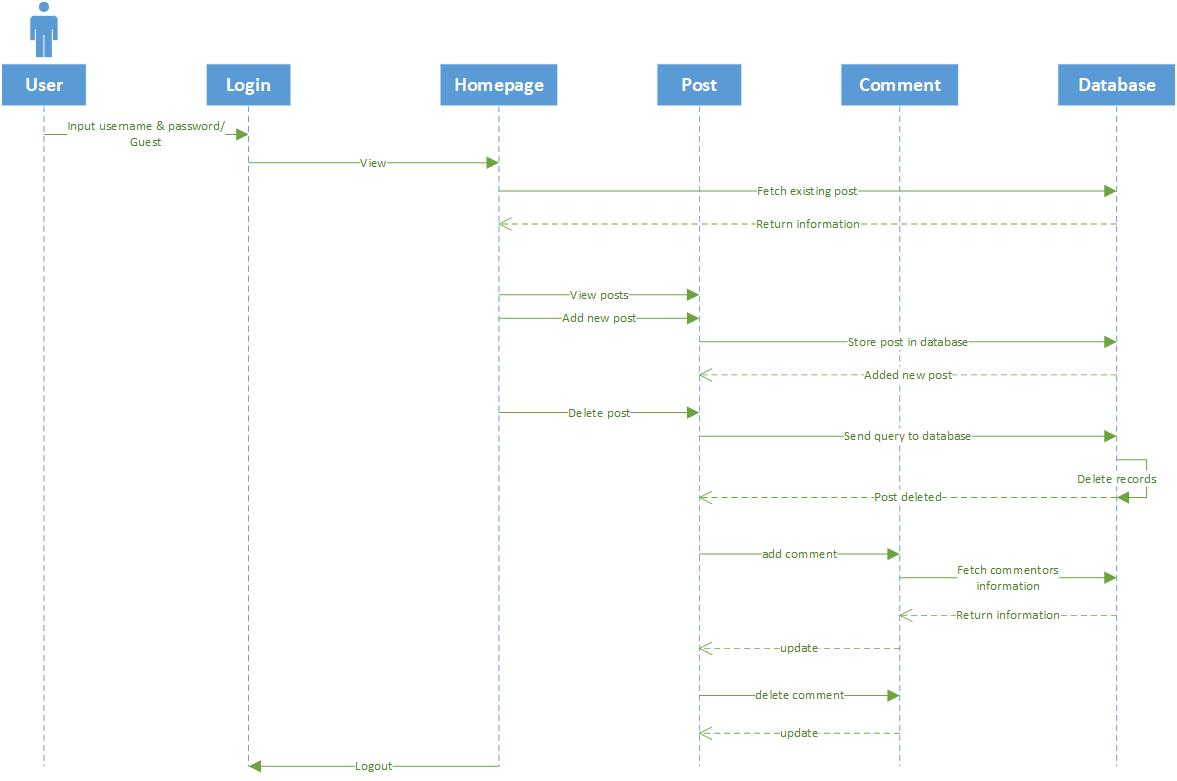 User
Login
Homepage
Post
Comment
Database
Input username & password/
Guest
View
Fetch existing post
Return information
View posts
Add new post
Store post in database
Added new post
Delete post
Send query to database
Delete records
Post deleted
add comment
Fetch commentors
information
Return information
update
delete comment
update
Logout